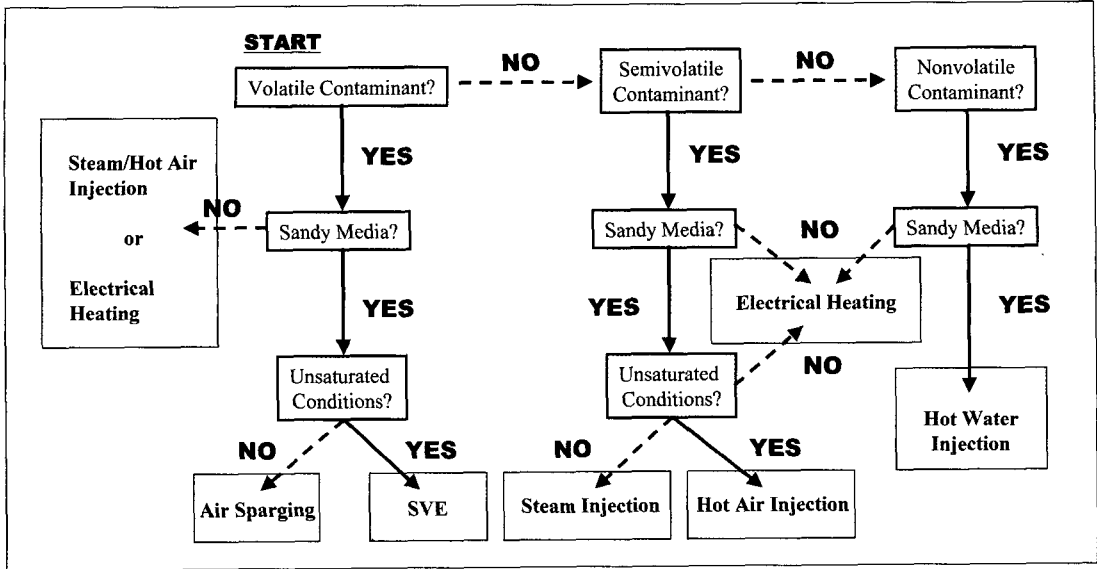 START
Volatile Contaminant?
NO
Semivolatile
Contaminant?
NO
Nonvolatile
Contaminant?
YES
YES
YES
Steam/Hot Air
Injection
or
Electrical
Heating
NO
Sandy Media?
Sandy Media?
NO
Sandy Media?
Electrical Heating
YES
YES
YES
NO
Unsaturated
Conditions?
Unsaturated
Conditions?
Hot Water
Injection
NO
YES
NO
YES
Air Sparging
SVE
Steam Injection
Hot Air Injection